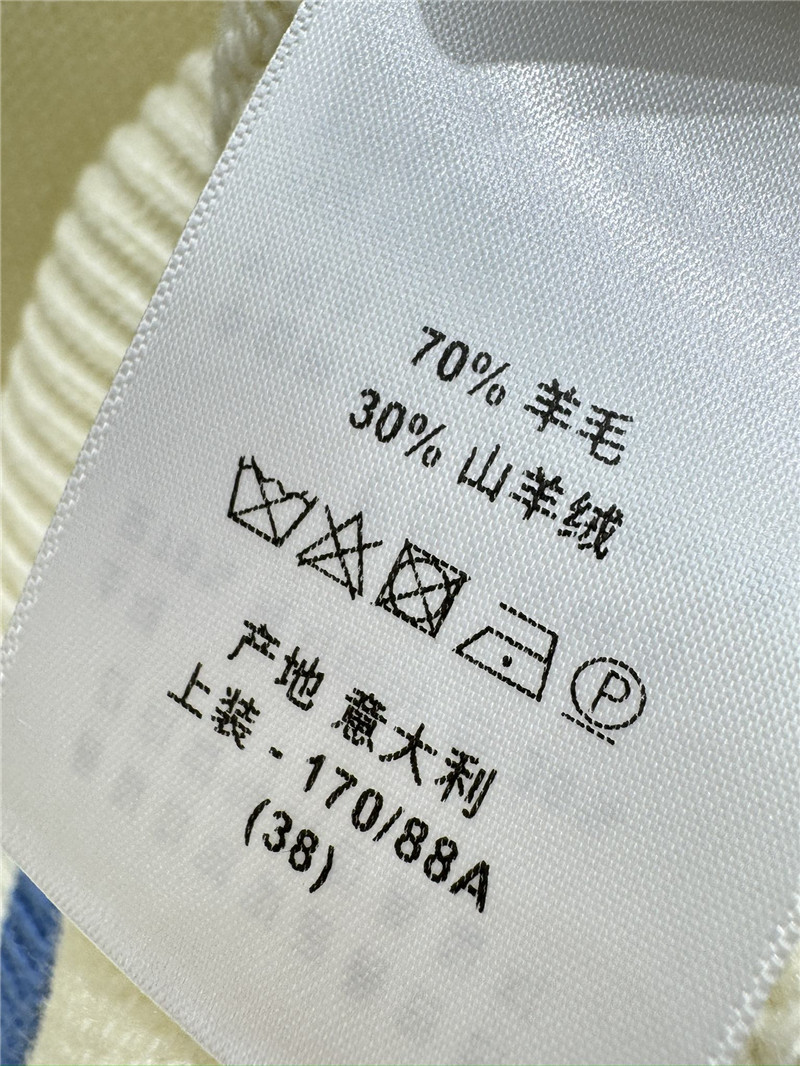 70% 羊毛
30% 山羊绒
P
产地 意大利
上装 - 170/88A
(38)